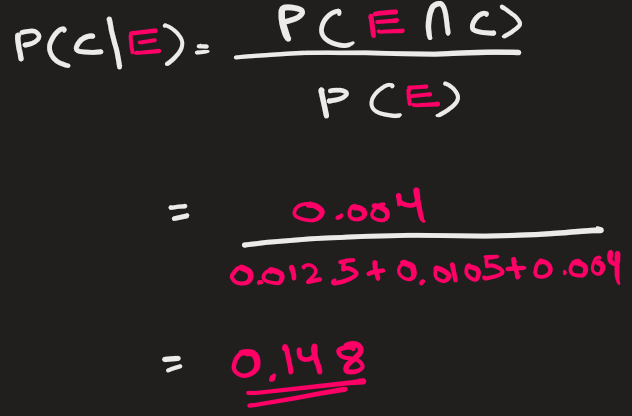 P(C|E) = P(E∩C)
P(E)
= 0.004
0.0125+0.0105+0.004
= 0.148